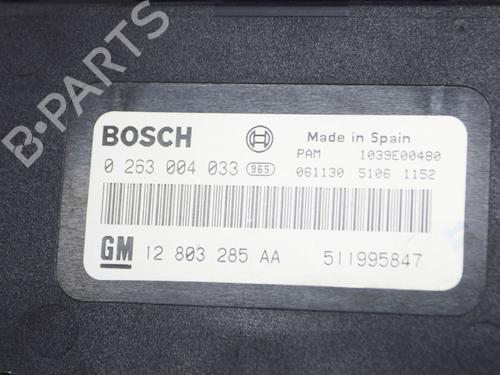 B-PARTS
BOSCH Made in Spain
0 263 004 033 965 PAM 1039E00480
061130 5106 1152
GM 12 803 285 AA 511995847